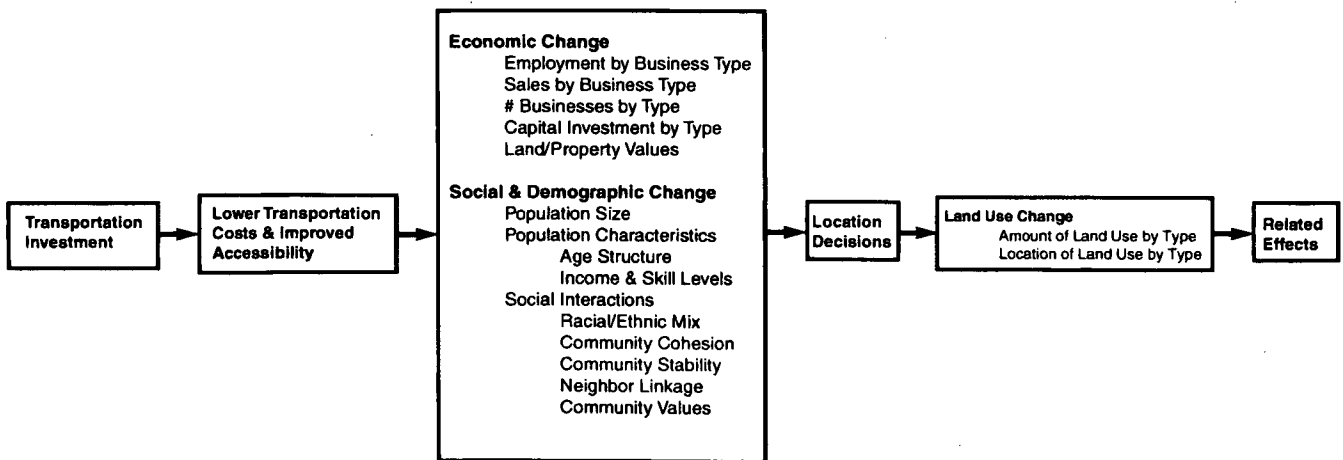 Transportation
Investment
Lower Transportation
Costs & Improved
Accessibility
Economic Change
Employment by Business Type
Sales by Business Type
# Businesses by Type
Capital Investment by Type
Land/Property Values
Social & Demographic Change
Population Size
Population Characteristics
Age Structure
Income & Skill Levels
Social Interactions
Racial/Ethnic Mix
Community Cohesion
Community Stability
Neighbor Linkage
Community Values
Location
Decisions
Land Use Change
Amount of Land Use by Type
Location of Land Use by Type
Related
Effects